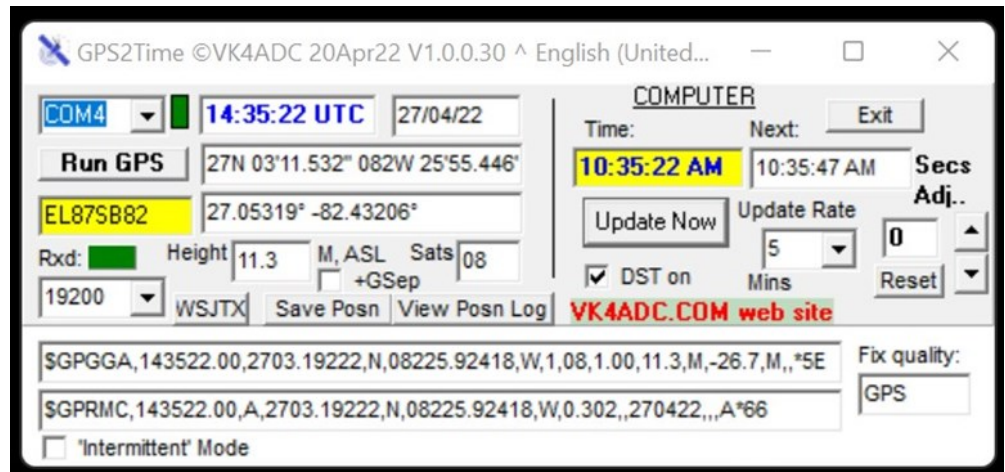 GPS2Time ©VK4ADC 20Apr22 V1.0.0.30 ^ English (United...
COM4
14:35:22 UTC
27/04/22
Run GPS
27N 03'11.532" 082W 25'55.446'
EL87SB82
27.05319° -82.43206°
Rxd:
Height
11.3
M, ASL
+GSep
Sats
08
19200
WSJTX
Save Posn
View Posn Log
COMPUTER
Exit
Time:
Next:
10:35:22 AM
10:35:47 AM
Secs
Adj..
Update Now
Update Rate
5
Mins
0
Reset
DST on
VK4ADC.COM web site
$GPGGA,143522.00,2703.19222,N,08225.92418,W,1,08,1.00,11.3,M,-26.7,M,,*5E
$GPRMC,143522.00,A,2703.19222,N,08225.92418,W,0.302,,270422,,,A*66
Fix quality:
GPS
'Intermittent' Mode